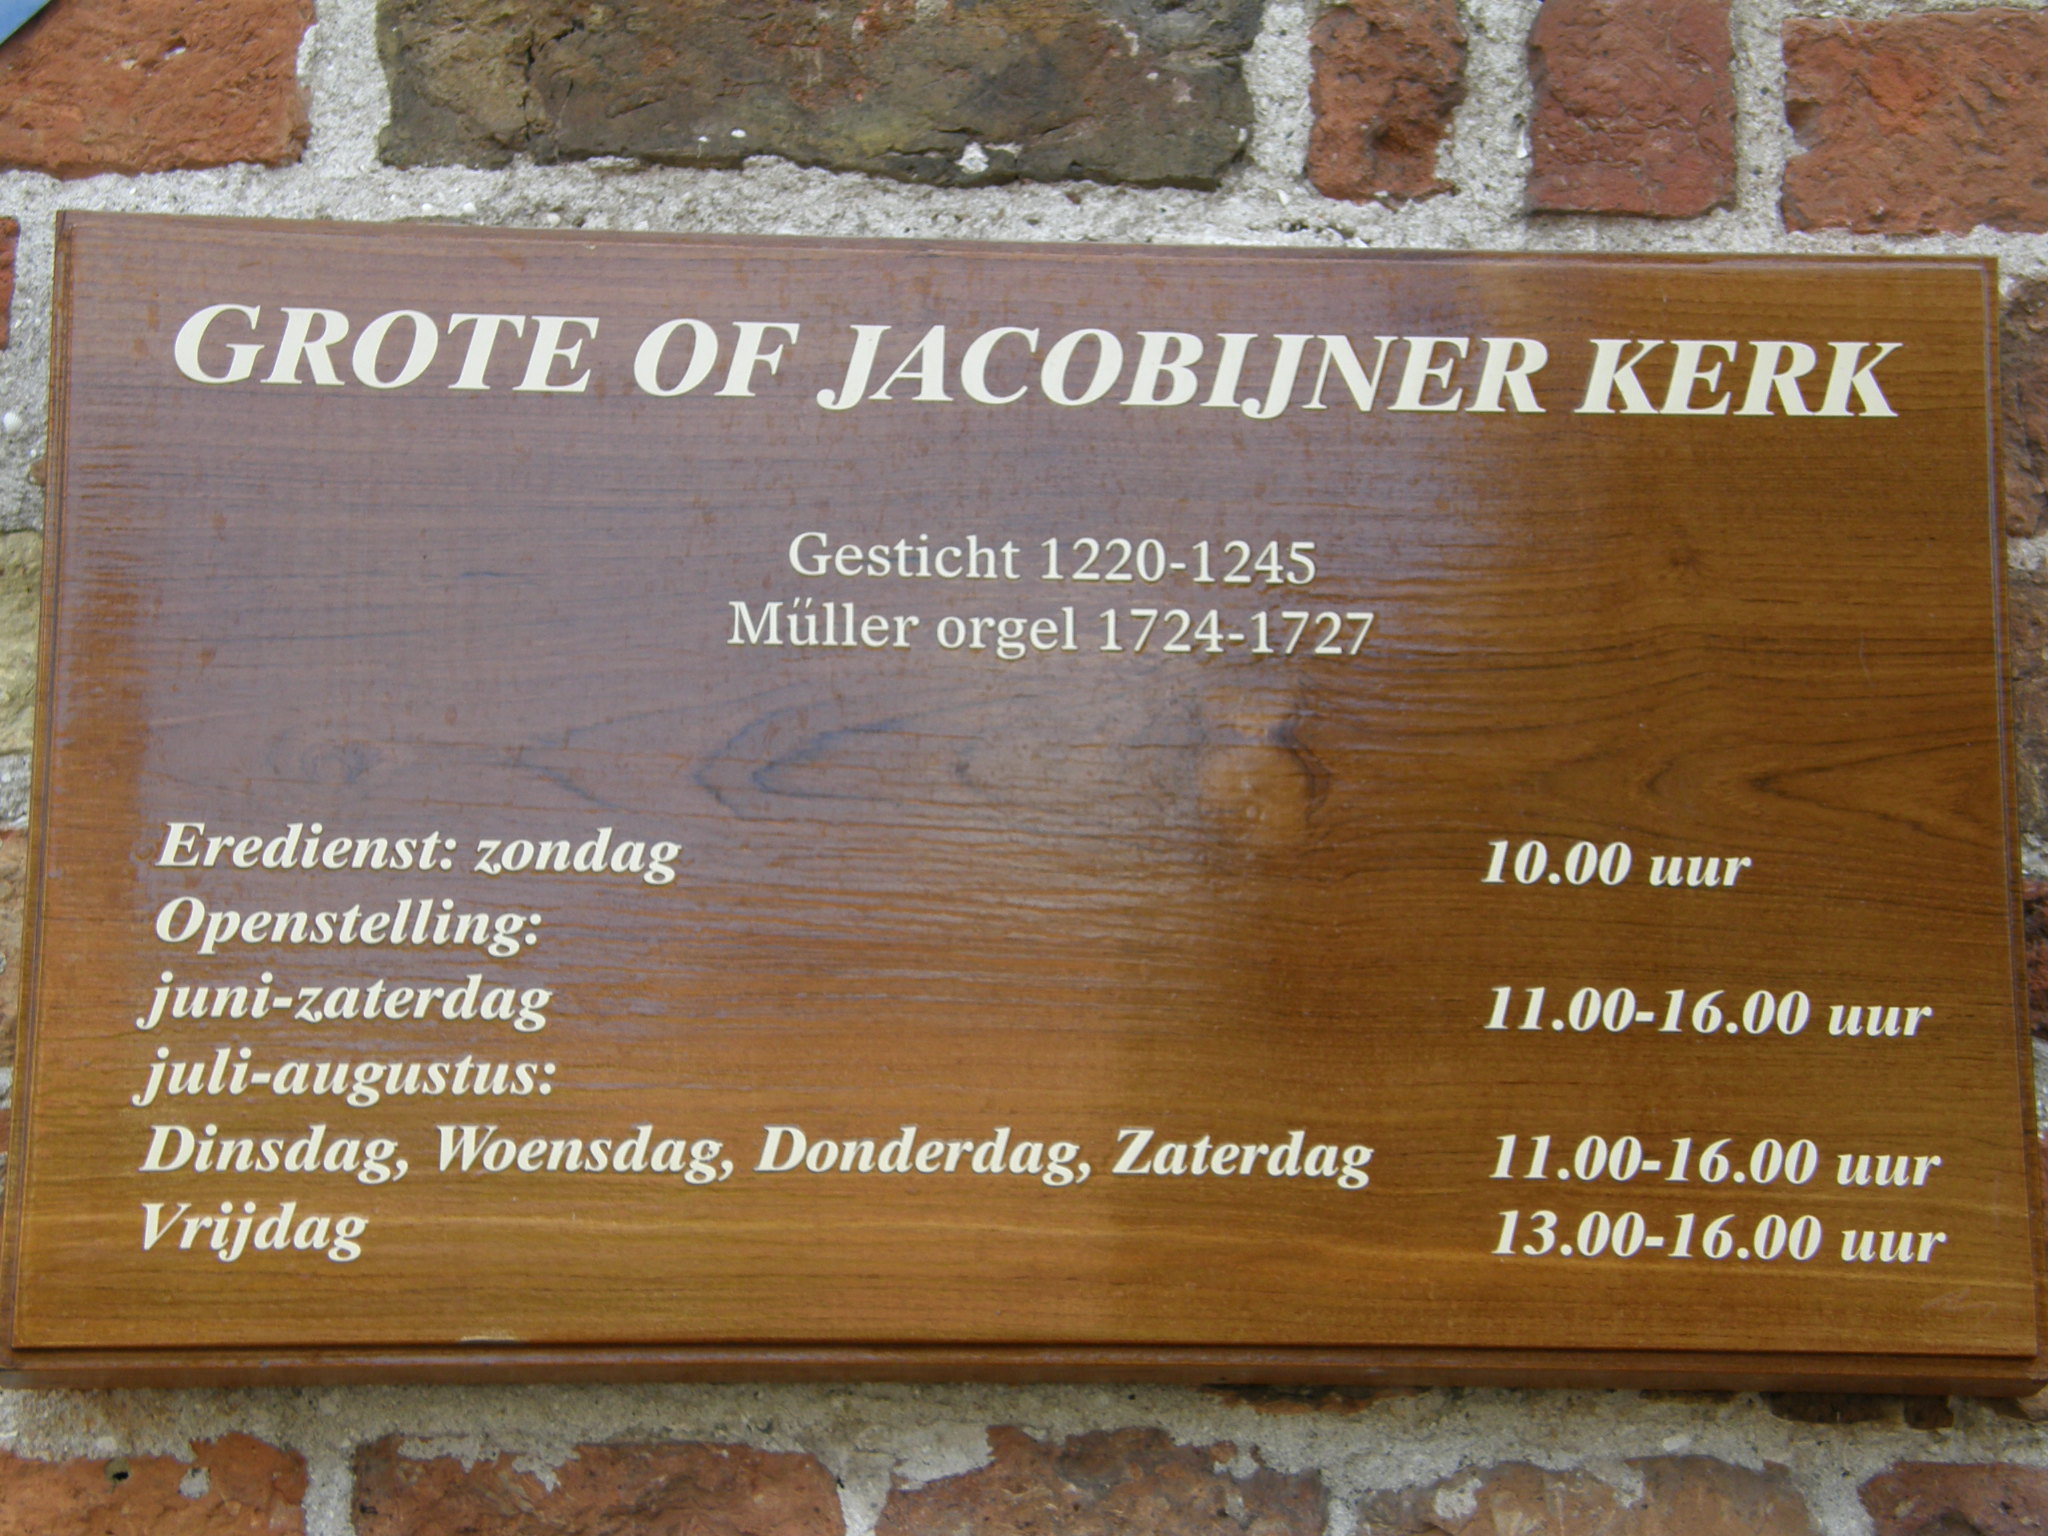 GROTE OF JACOBIJNER KERK
Gesticht 1220-1245
Műller orgel 1724-1727
Eredienst: zondag 10.00 uur
Openstelling:
juni-zaterdag 11.00-16.00 uur
juli-augustus:
Dinsdag, Woensdag, Donderdag, Zaterdag 11.00-16.00 uur
Vrijdag 13.00-16.00 uur